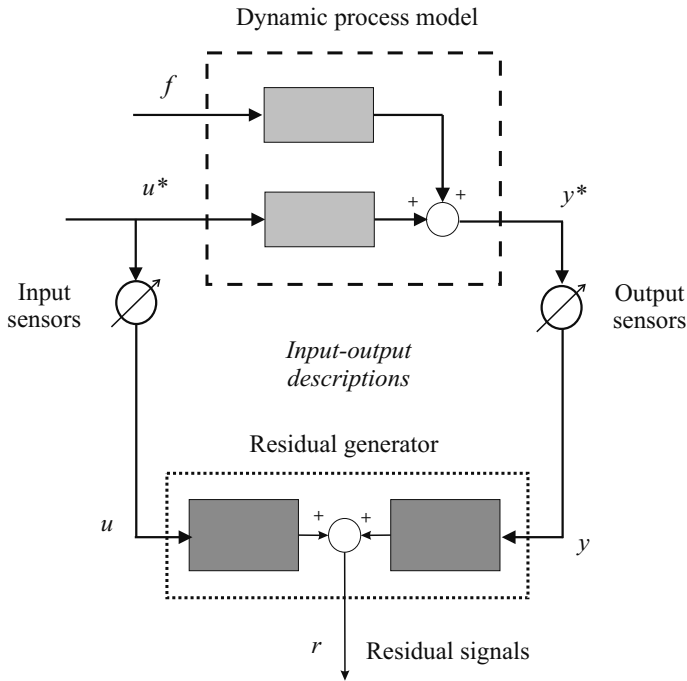 Dynamic process model
f
u*
+
+
y*
Input
sensors
Output
sensors
Input-output
descriptions
Residual generator
u
+
+
y
r
Residual signals